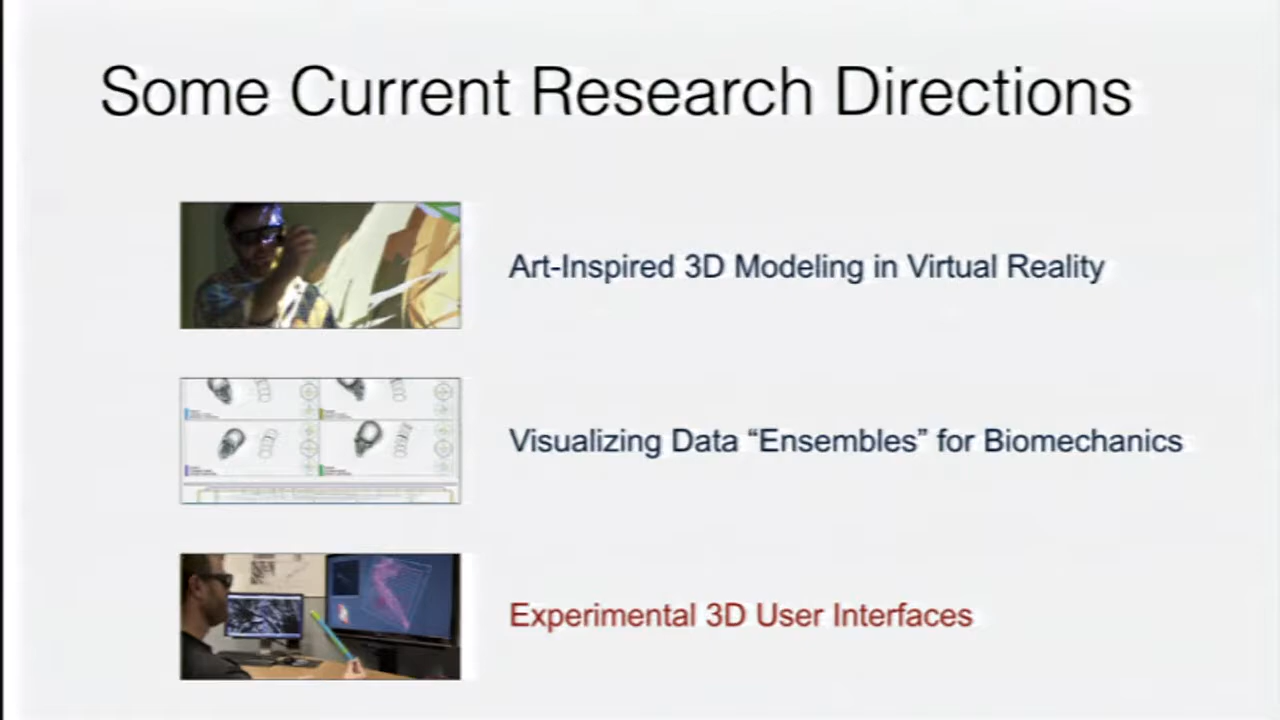 Some Current Research Directions
Art-Inspired 3D Modeling in Virtual Reality
Visualizing Data “Ensembles” for Biomechanics
Experimental 3D User Interfaces